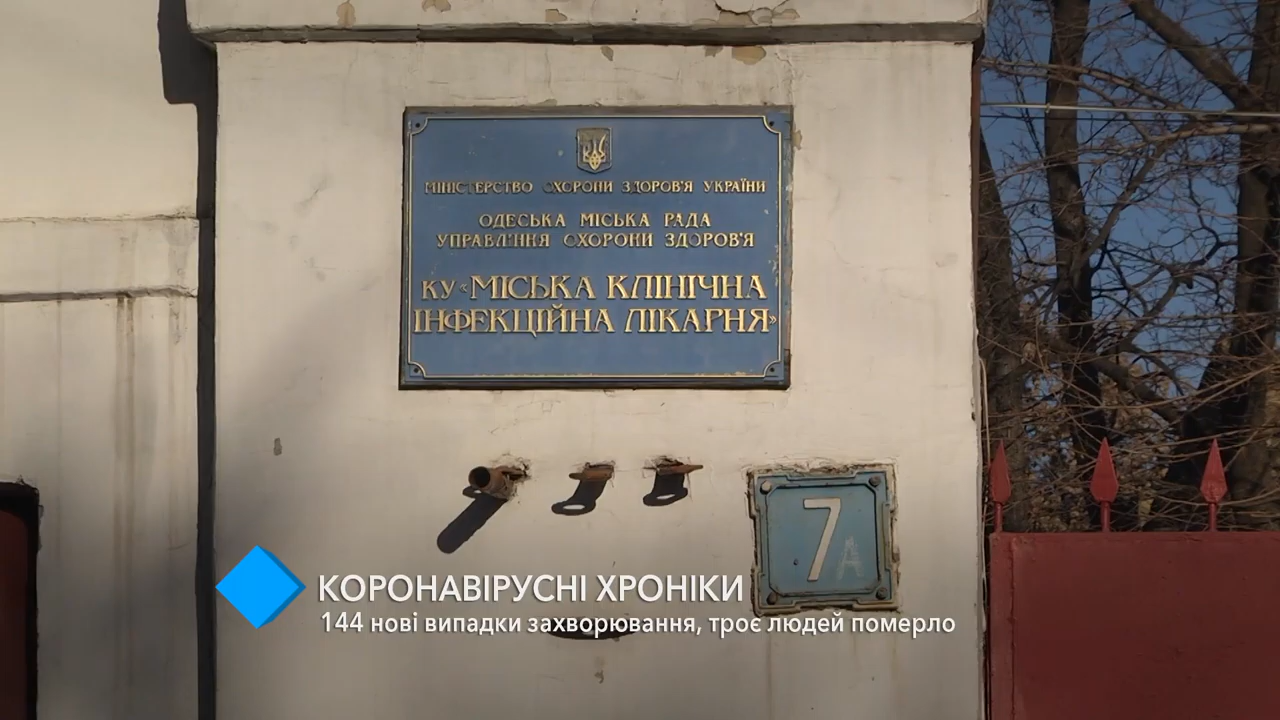 МІНІСТЕРСТВО ОХОРОНИ ЗДОРОВ'Я УКРАЇНИ
ОДЕСЬКА МІСЬКА РАДА
УПРАВЛІННЯ ОХОРОНИ ЗДОРОВ'Я
КУ «МІСЬКА КЛІНІЧНА
ІНФЕКЦІЙНА ЛІКАРНЯ»
7А
КОРОНАВІРУСНІ ХРОНІКИ
144 нові випадки захворювання, троє людей померло